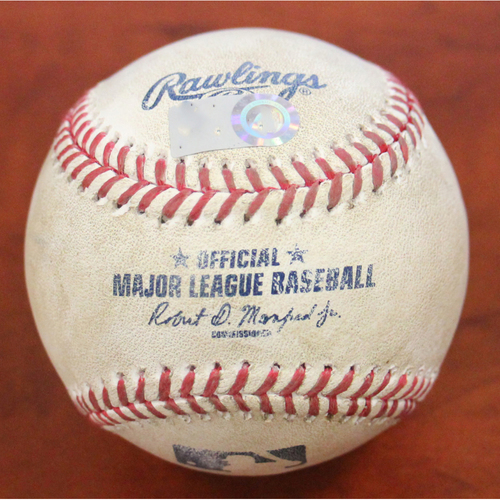 Rawlings
OFFICIAL
MAJOR LEAGUE BASEBALL
Robert D. Manfred Jr.
COMMISSIONER